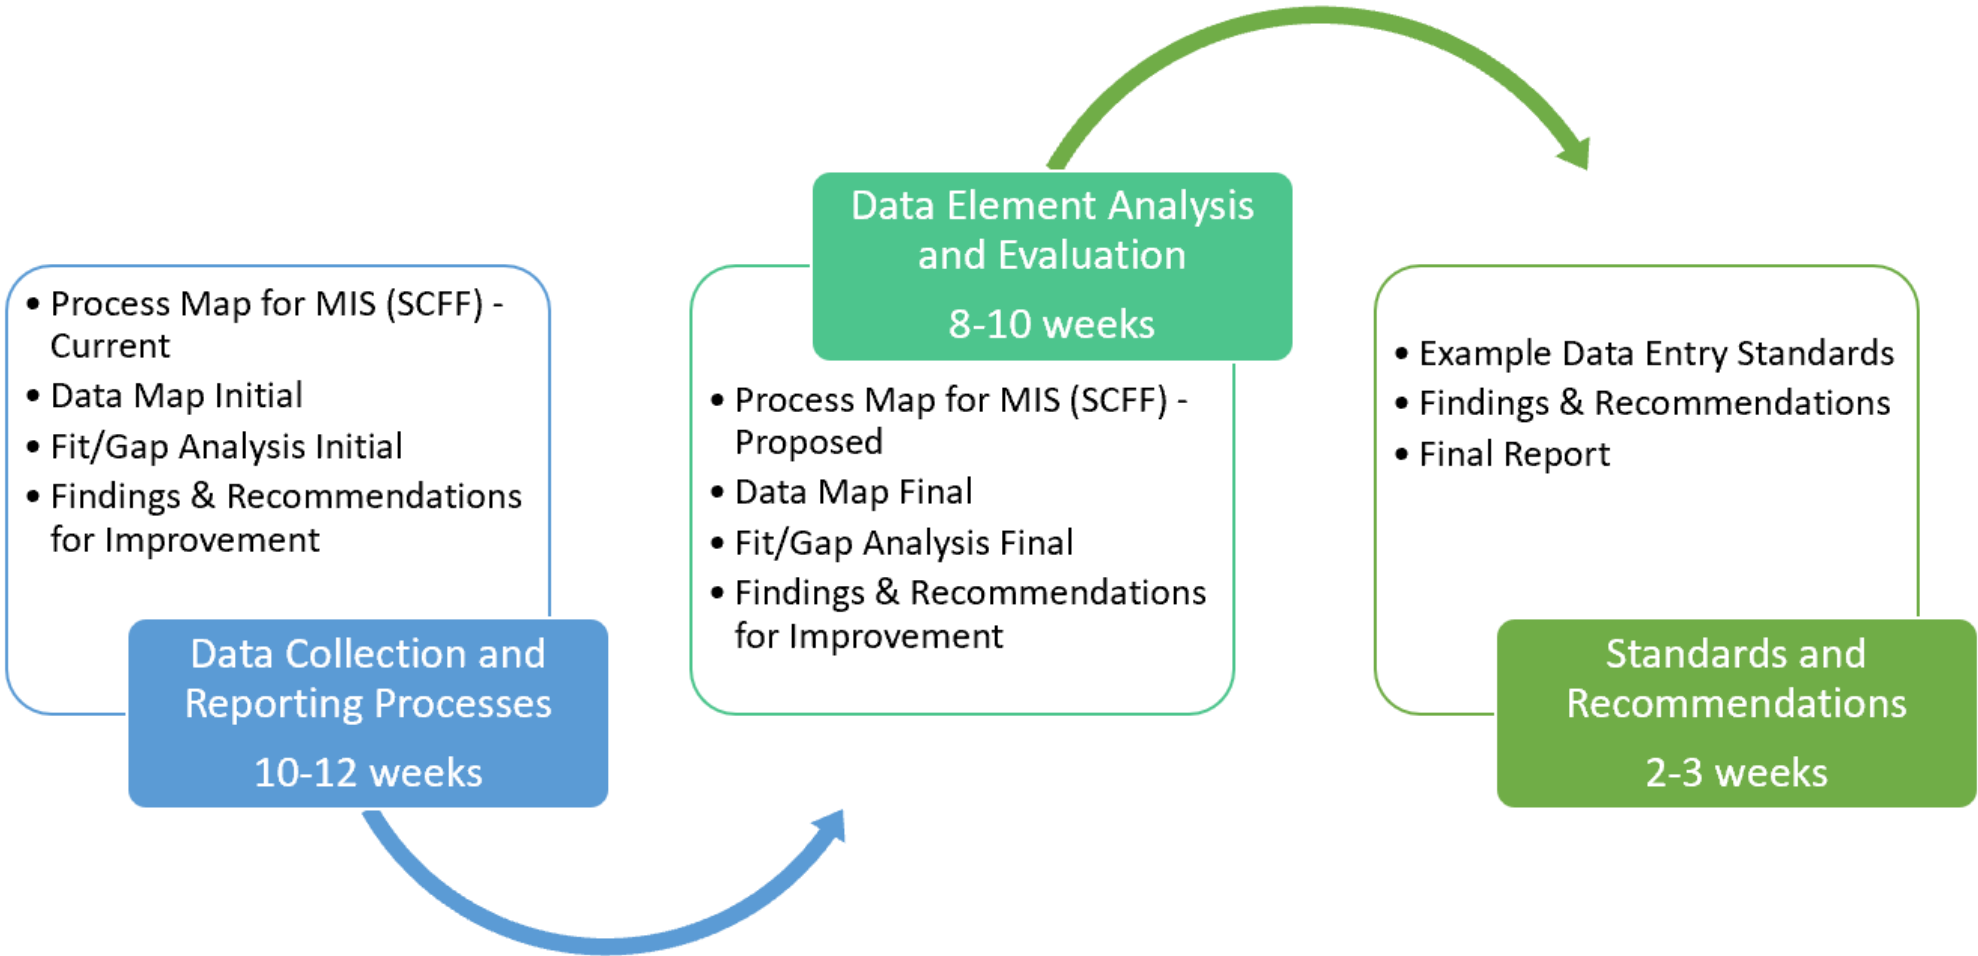 • Process Map for MIS (SCFF) -
Current
• Data Map Initial
• Fit/Gap Analysis Initial
• Findings & Recommendations
for Improvement
Data Collection and
Reporting Processes
10-12 weeks
Data Element Analysis
and Evaluation
8-10 weeks
• Process Map for MIS (SCFF) -
Proposed
• Data Map Final
• Fit/Gap Analysis Final
• Findings & Recommendations
for Improvement
• Example Data Entry Standards
• Findings & Recommendations
• Final Report
Standards and
Recommendations
2-3 weeks